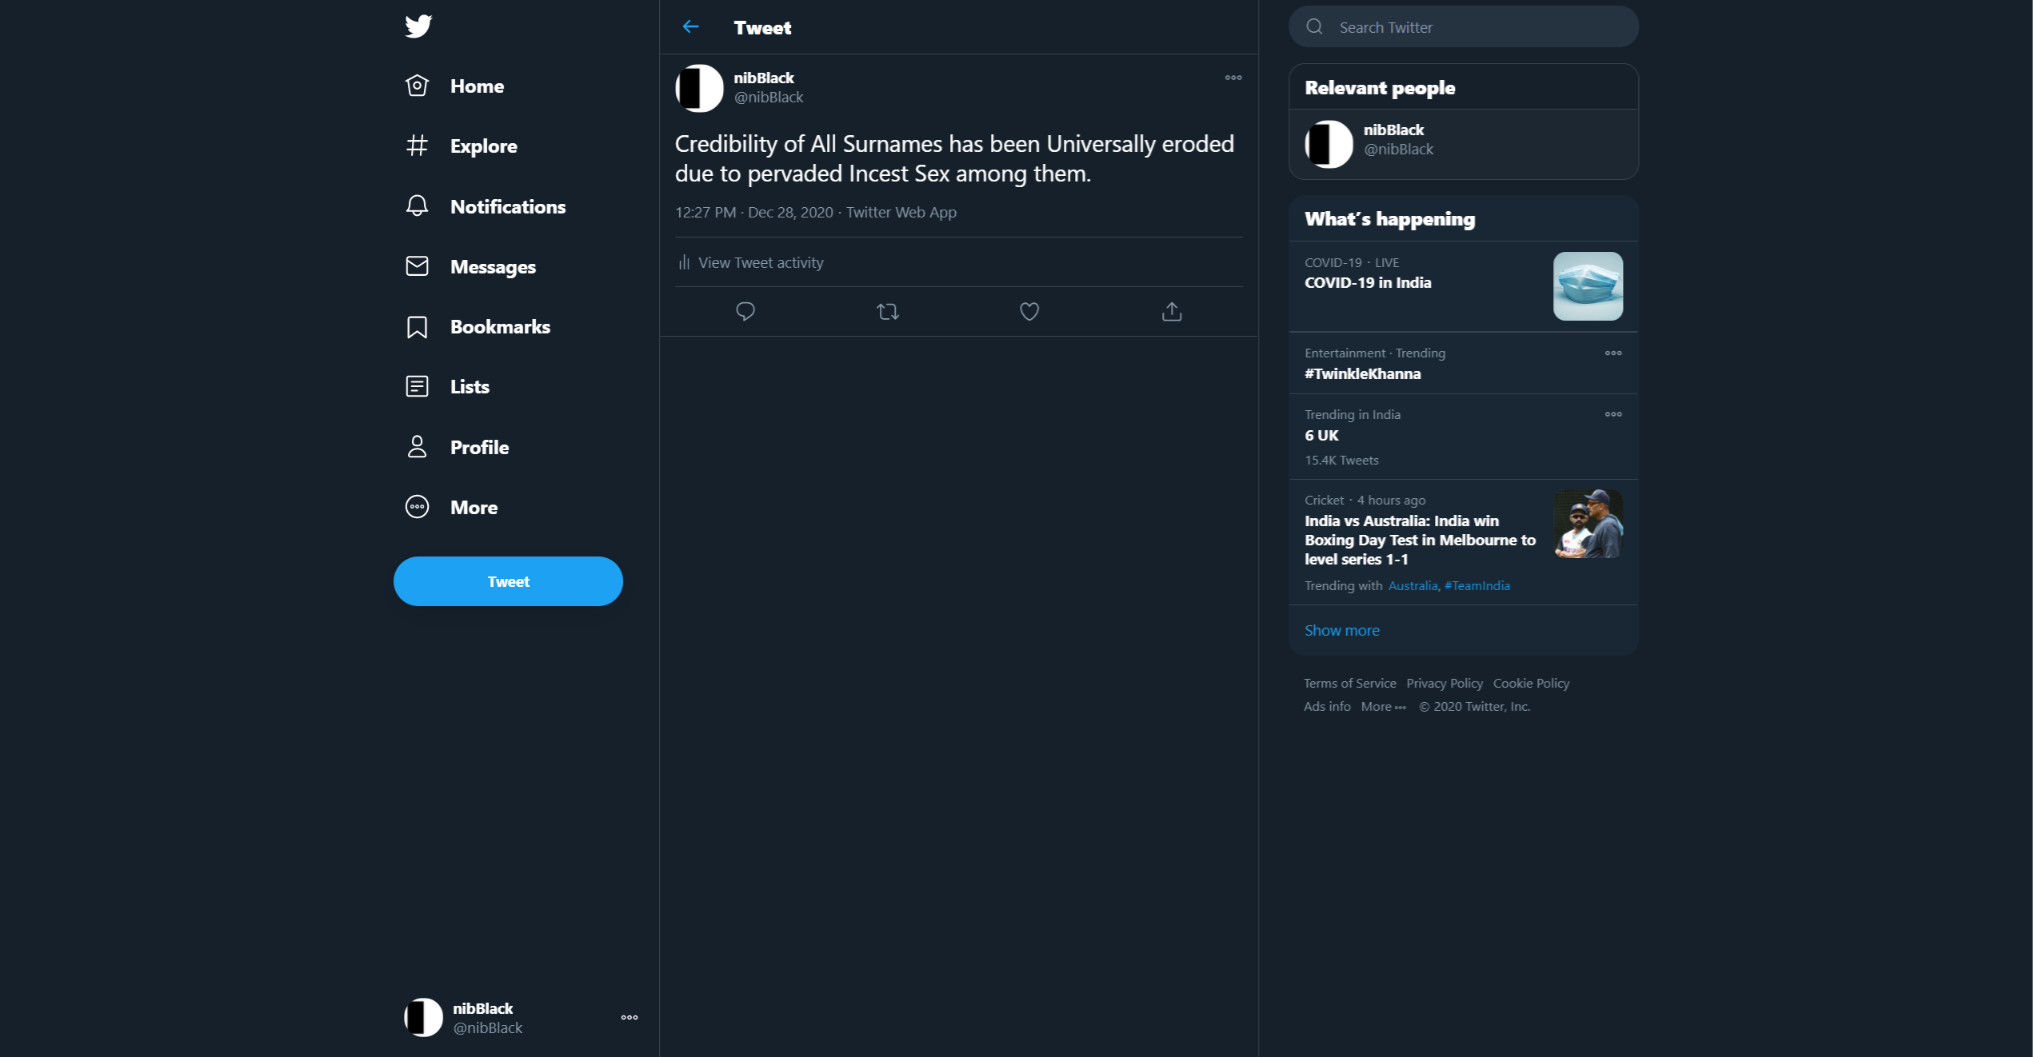 Home
Explore
Notifications
Messages
Bookmarks
Lists
Profile
More
Tweet
nibBlack
@nibBlack
Tweet
nibBlack
@nibBlack
Credibility of All Surnames has been Universally eroded
due to pervaded Incest Sex among them.
12:27 PM · Dec 28, 2020 · Twitter Web App
View Tweet activity
Search Twitter
Relevant people
nibBlack
@nibBlack
What's happening
COVID-19 · LIVE
COVID-19 in India
Entertainment · Trending
#TwinkleKhanna
Trending in India
6 UK
15.4K Tweets
Cricket · 4 hours ago
India vs Australia: India win
Boxing Day Test in Melbourne to
level series 1-1
Trending with Australia, #TeamIndia
Show more
Terms of Service Privacy Policy Cookie Policy
Ads info More ··· © 2020 Twitter, Inc.